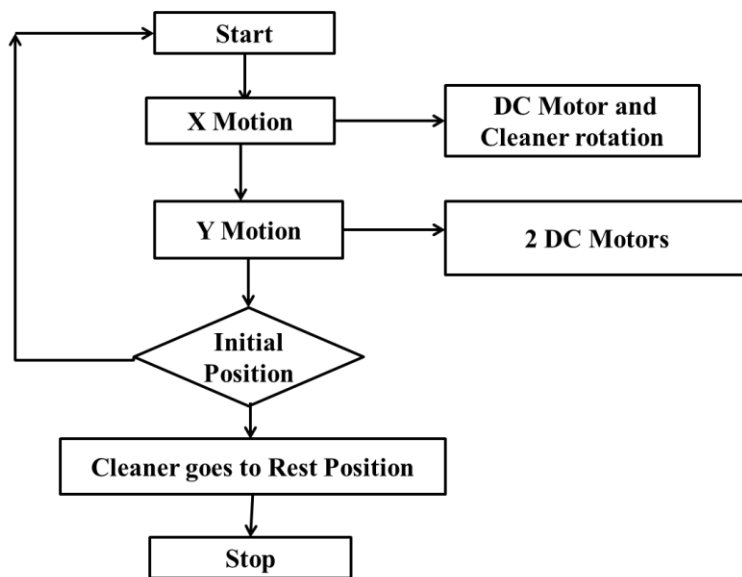 Start
X Motion
DC Motor and
Cleaner rotation
Y Motion
2 DC Motors
Initial
Position
Cleaner goes to Rest Position
Stop